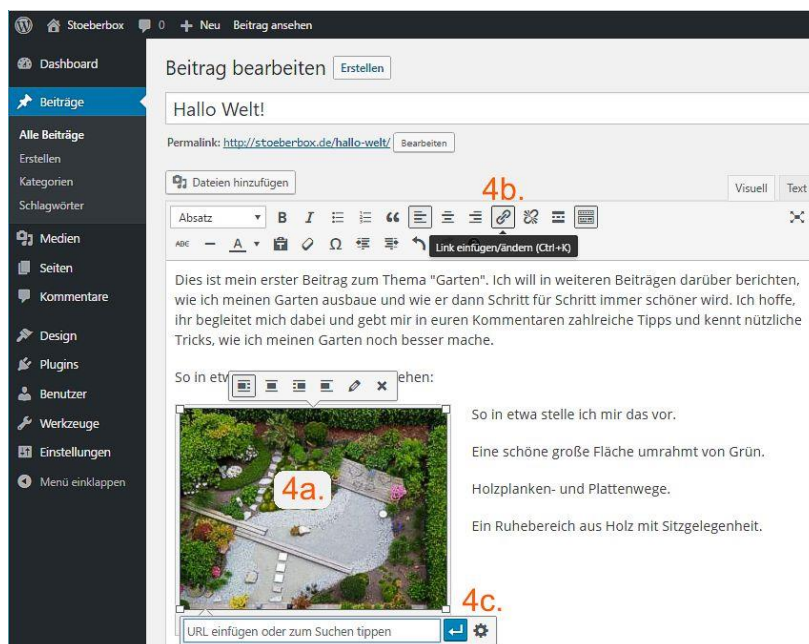 Stoeberbox 0 + Neu Beitrag ansehen
Dashboard
Beiträge
Alle Beiträge
Erstellen
Kategorien
Schlagwörter
Medien
Seiten
Kommentare
Design
Plugins
Benutzer
Werkzeuge
Einstellungen
Menü einklappen
Beitrag bearbeiten Erstellen
Hallo Welt!
Permalink: http://stoeberbox.de/hallo-welt/ Bearbeiten
Dateien hinzufügen
4b.
Visuell Text
Absatz B I
ABC A Ω
Link einfügen/ändern (Ctrl+K)
Dies ist mein erster Beitrag zum Thema "Garten". Ich will in weiteren Beiträgen darüber berichten,
wie ich meinen Garten ausbaue und wie er dann Schritt für Schritt immer schöner wird. Ich hoffe,
ihr begleitet mich dabei und gebt mir in euren Kommentaren zahlreiche Tipps und kennt nützliche
Tricks, wie ich meinen Garten noch besser mache.
So in etw ehen:
4a.
So in etwa stelle ich mir das vor.
Eine schöne große Fläche umrahmt von Grün.
Holzplanken- und Plattenwege.
Ein Ruhebereich aus Holz mit Sitzgelegenheit.
4c.
URL einfügen oder zum Suchen tippen